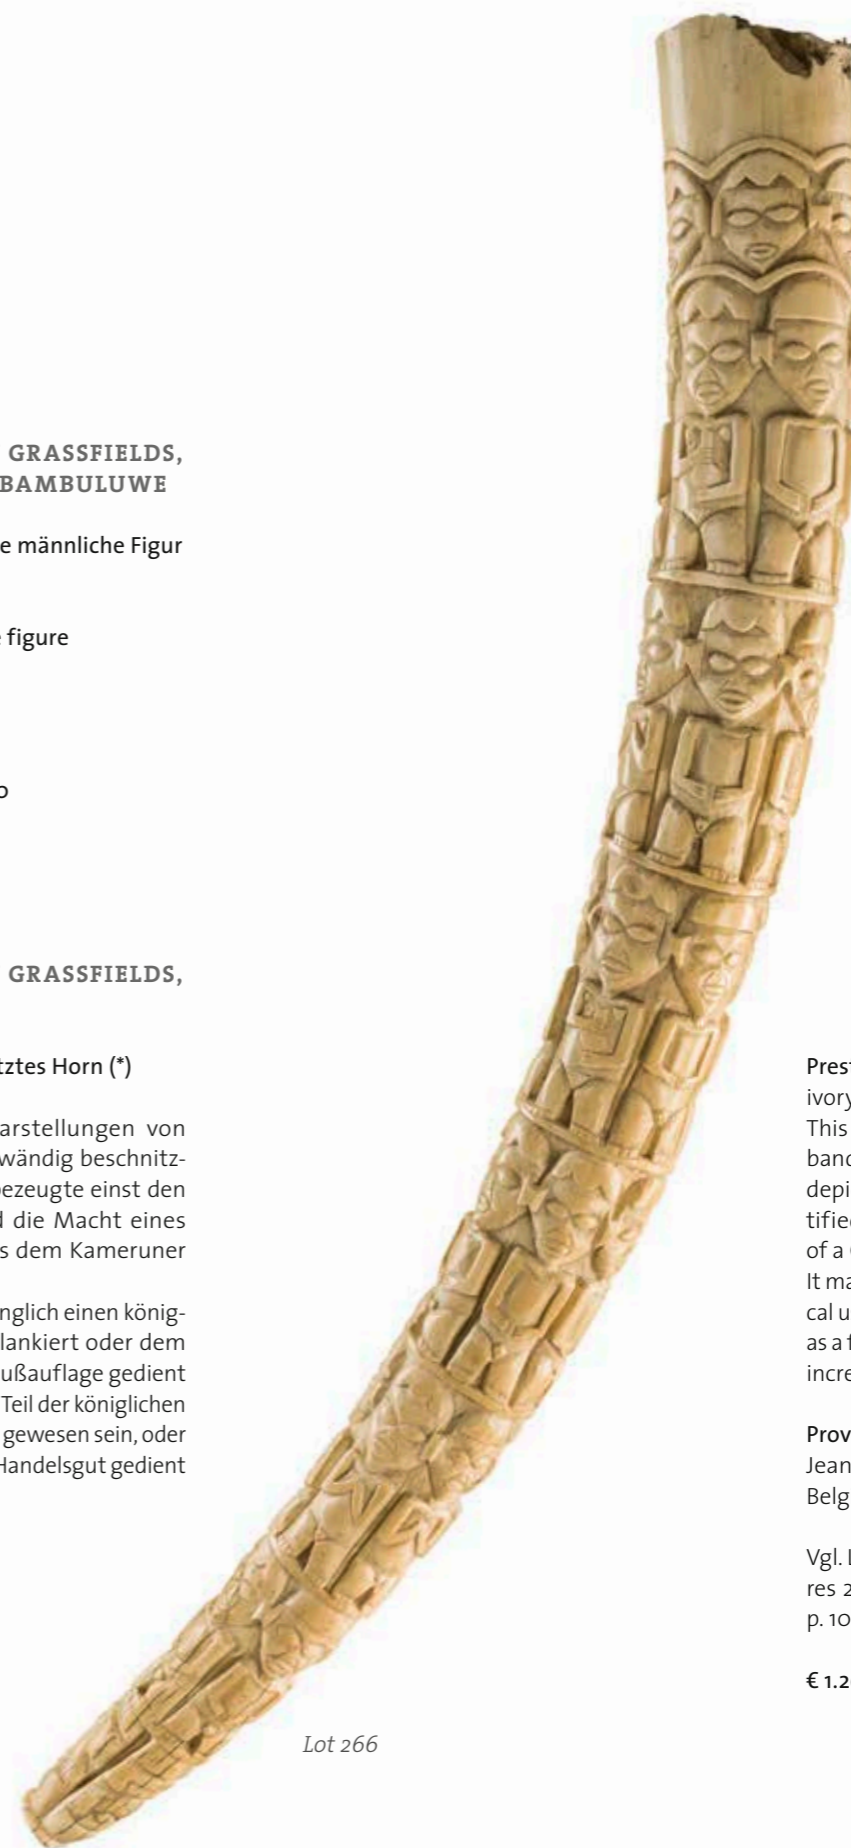 GRASSFIELDS,
BAMBULUWE
e männliche Figur
figure
GRASSFIELDS,
tztes Horn (*)
arstellungen von
wändig beschnitz-
ezeugte einst den
d die Macht eines
s dem Kameruner
nglich einen könig-
lankiert oder dem
ußauflage gedient
Teil der königlichen
gewesen sein, oder
Handelsgut gedient
Lot 266
Prest
ivory
This
band
depi
tified
of a
It ma
cal u
as a f
incre
Prov
Jean
Belg
Vgl. L
res 2
p. 10
€ 1.2